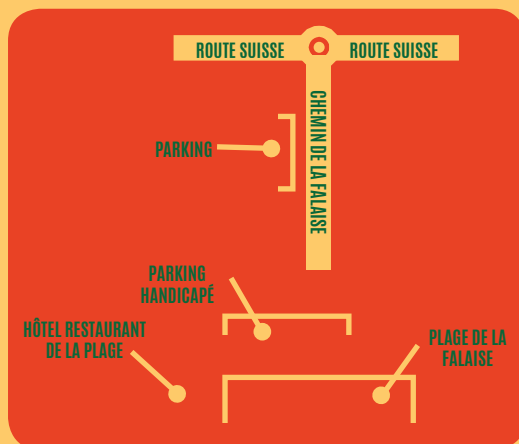 ROUTE SUISSE
ROUTE SUISSE
CHEMIN DE LA FALAISE
PARKING
PARKING
HANDICAPÉ
HÔTEL RESTAURANT
DE LA PLAGE
PLAGE DE LA
FALAISE